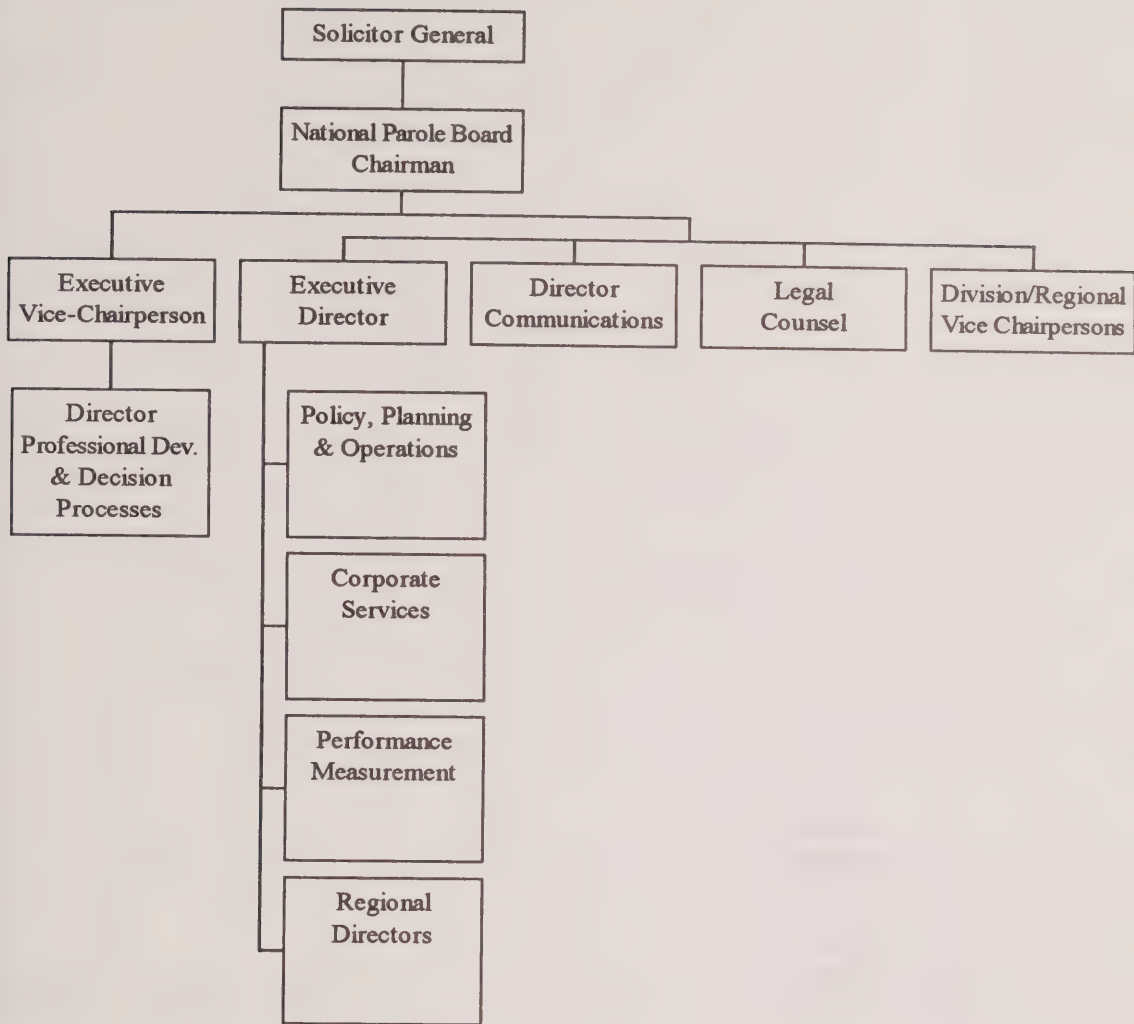 Solicitor General
National Parole Board
Chairman
Executive
Vice-Chairperson
Executive
Director
Director
Communications
Legal
Counsel
Division/Regional
Vice Chairpersons
Director
Professional Dev.
& Decision
Processes
Policy, Planning
& Operations
Corporate
Services
Performance
Measurement
Regional
Directors